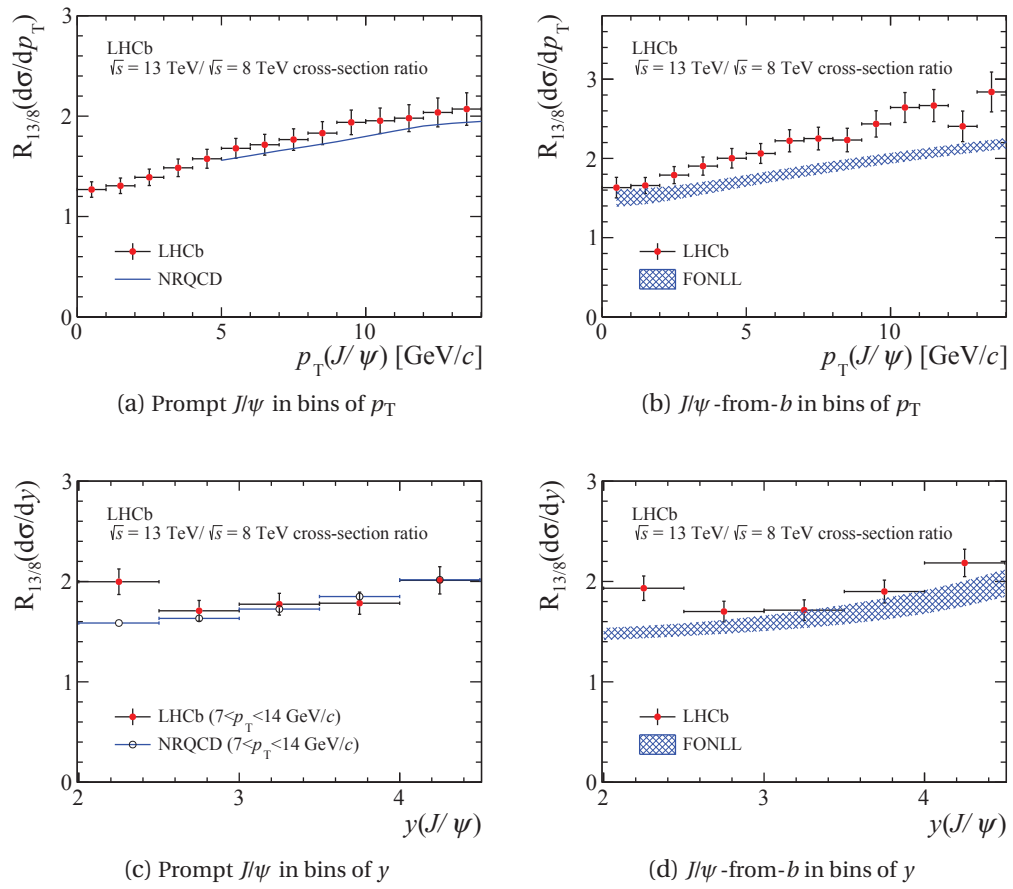 R13/8(dσ/dpT)
3
2
1
0
LHCb
√s = 13 TeV/ √s = 8 TeV cross-section ratio
LHCb
NRQCD
0
5
10
pT(J/ψ) [GeV/c]
(a) Prompt J/ψ in bins of pT
R13/8(dσ/dpT)
3
2
1
0
LHCb
√s = 13 TeV/ √s = 8 TeV cross-section ratio
LHCb
FONLL
0
5
10
pT(J/ψ) [GeV/c]
(b) J/ψ-from-b in bins of pT
R13/8(dσ/dy)
3
2
1
0
LHCb
√s = 13 TeV/ √s = 8 TeV cross-section ratio
LHCb (7<pT<14 GeV/c)
NRQCD (7<pT<14 GeV/c)
2
3
4
y(J/ψ)
(c) Prompt J/ψ in bins of y
R13/8(dσ/dy)
3
2
1
0
LHCb
√s = 13 TeV/ √s = 8 TeV cross-section ratio
LHCb
FONLL
2
3
4
y(J/ψ)
(d) J/ψ-from-b in bins of y